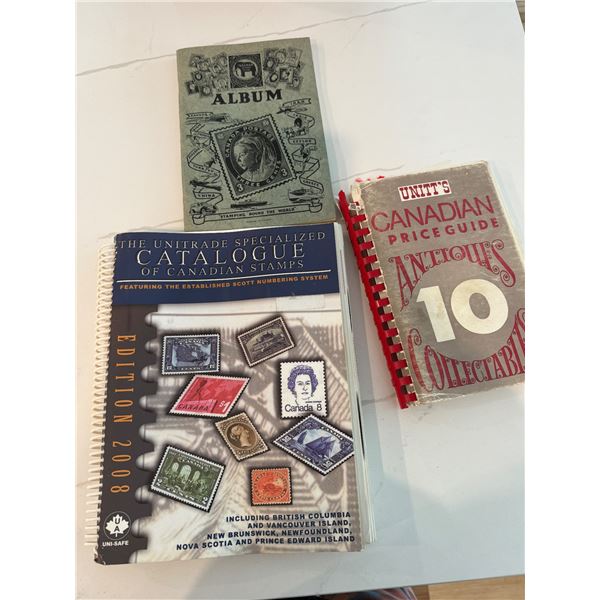 ALBUM
CHINA
"STAMPING 'ROUND THE WORLD"
THE UNITRADE SPECIALIZED
CATALOGUE
OF CANADIAN STAMPS
FEATURING THE ESTABLISHED SCOTT NUMBERING SYSTEM
EDITION 2008
CANADA
Canada 8
UNI-SAFE
INCLUDING BRITISH COLUMBIA
AND VANCOUVER ISLAND,
NEW BRUNSWICK, NEWFOUNDLAND,
NOVA SCOTIA AND PRINCE EDWARD ISLAND
UNITT'S
CANADIAN
PRICE GUIDE
ANTIQUES
10
COLLECTABLES